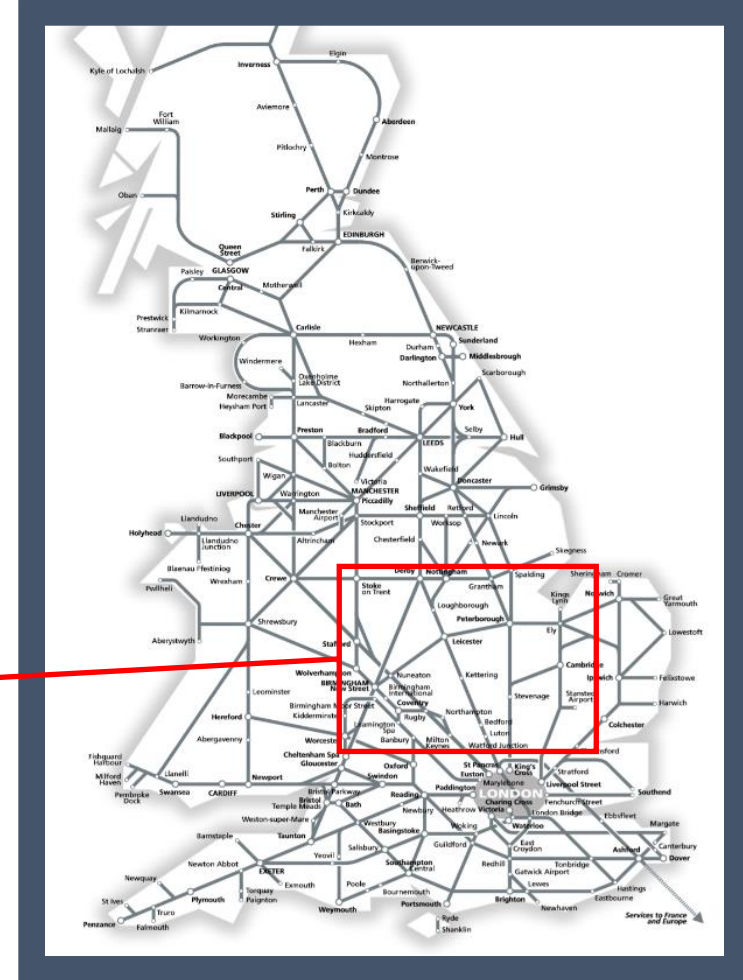 Elgin
Inverness
Kyle of Lochalsh
Aviemore
Fort
William
Aberdeen
Mallaig
Pitlochry
Montrose
Perth
Dundee
Oban
Stirling
Kirkcaldy
EDINBURGH
Queen
Street
Falkirk
Berwick-
upon-Tweed
Paisley
GLASGOW
Central
Motherwell
Prestwick
Kilmarnock
Stranraer
Carlisle
NEWCASTLE
Workington
Hexham
Durham
Sunderland
Darlington
Middlesbrough
Windermere
Scarborough
Oxenholme
Lake District
Barrow-in-Furness
Northallerton
Morecambe
Heysham Port
Lancaster
Harrogate
Skipton
York
Blackpool
Preston
Bradford
LEEDS
Selby
Hull
Blackburn
Huddersfield
Southport
Bolton
Wakefield
Wigan
Victoria
Doncaster
LIVERPOOL
Warrington
MANCHESTER
Piccadilly
Grimsby
Manchester
Airport
Sheffield
Retford
Llandudno
Stockport
Worksop
Lincoln
Chester
Holyhead
Llandudno
Junction
Altrincham
Chesterfield
Newark
Skegness
Blaenau Ffestiniog
Derby
Nottingham
Spalding
Sheringham
Cromer
Wrexham
Crewe
Stoke
on Trent
Grantham
Pwllheli
Kings
Lynn
Norwich
Great
Yarmouth
Loughborough
Peterborough
Shrewsbury
Ely
Lowestoft
Aberystwyth
Stafford
Leicester
Wolverhampton
Cambridge
BIRMINGHAM
New Street
Nuneaton
Kettering
Ipswich
Felixstowe
Birmingham
International
Leominster
Stevenage
Stansted
Airport
Birmingham Moor Street
Coventry
Harwich
Kidderminster
Rugby
Northampton
Hereford
Leamington
Spa
Bedford
Colchester
Abergavenny
Worcester
Banbury
Milton
Keynes
Luton
Watford Junction
Cheltenham Spa
Fishguard
Harbour
Gloucester
Oxford
St Pancras
King's
Cross
Euston
Stratford
Milford
Haven
Llanelli
Newport
Swindon
Marylebone
Liverpool Street
Pembroke
Dock
Swansea
CARDIFF
Bristol Parkway
Reading
Paddington
LONDON
Southend
Bristol
Temple Meads
Bath
Newbury
Heathrow
Victoria
Charing Cross
Fenchurch Street
London Bridge
Ebbsfleet
Weston-super-Mare
Westbury
Basingstoke
Woking
Waterloo
Margate
Barnstaple
Taunton
Salisbury
Guildford
East
Croydon
Canterbury
Ashford
Yeovil
Southampton
Central
Redhill
Tonbridge
Dover
Newton Abbot
EXETER
Gatwick Airport
Newquay
Exmouth
Poole
Lewes
Hastings
Torquay
Paignton
Bournemouth
Eastbourne
St Ives
Plymouth
Weymouth
Portsmouth
Brighton
Newhaven
Truro
Penzance
Falmouth
Ryde
Shanklin
Services to France
and Europe